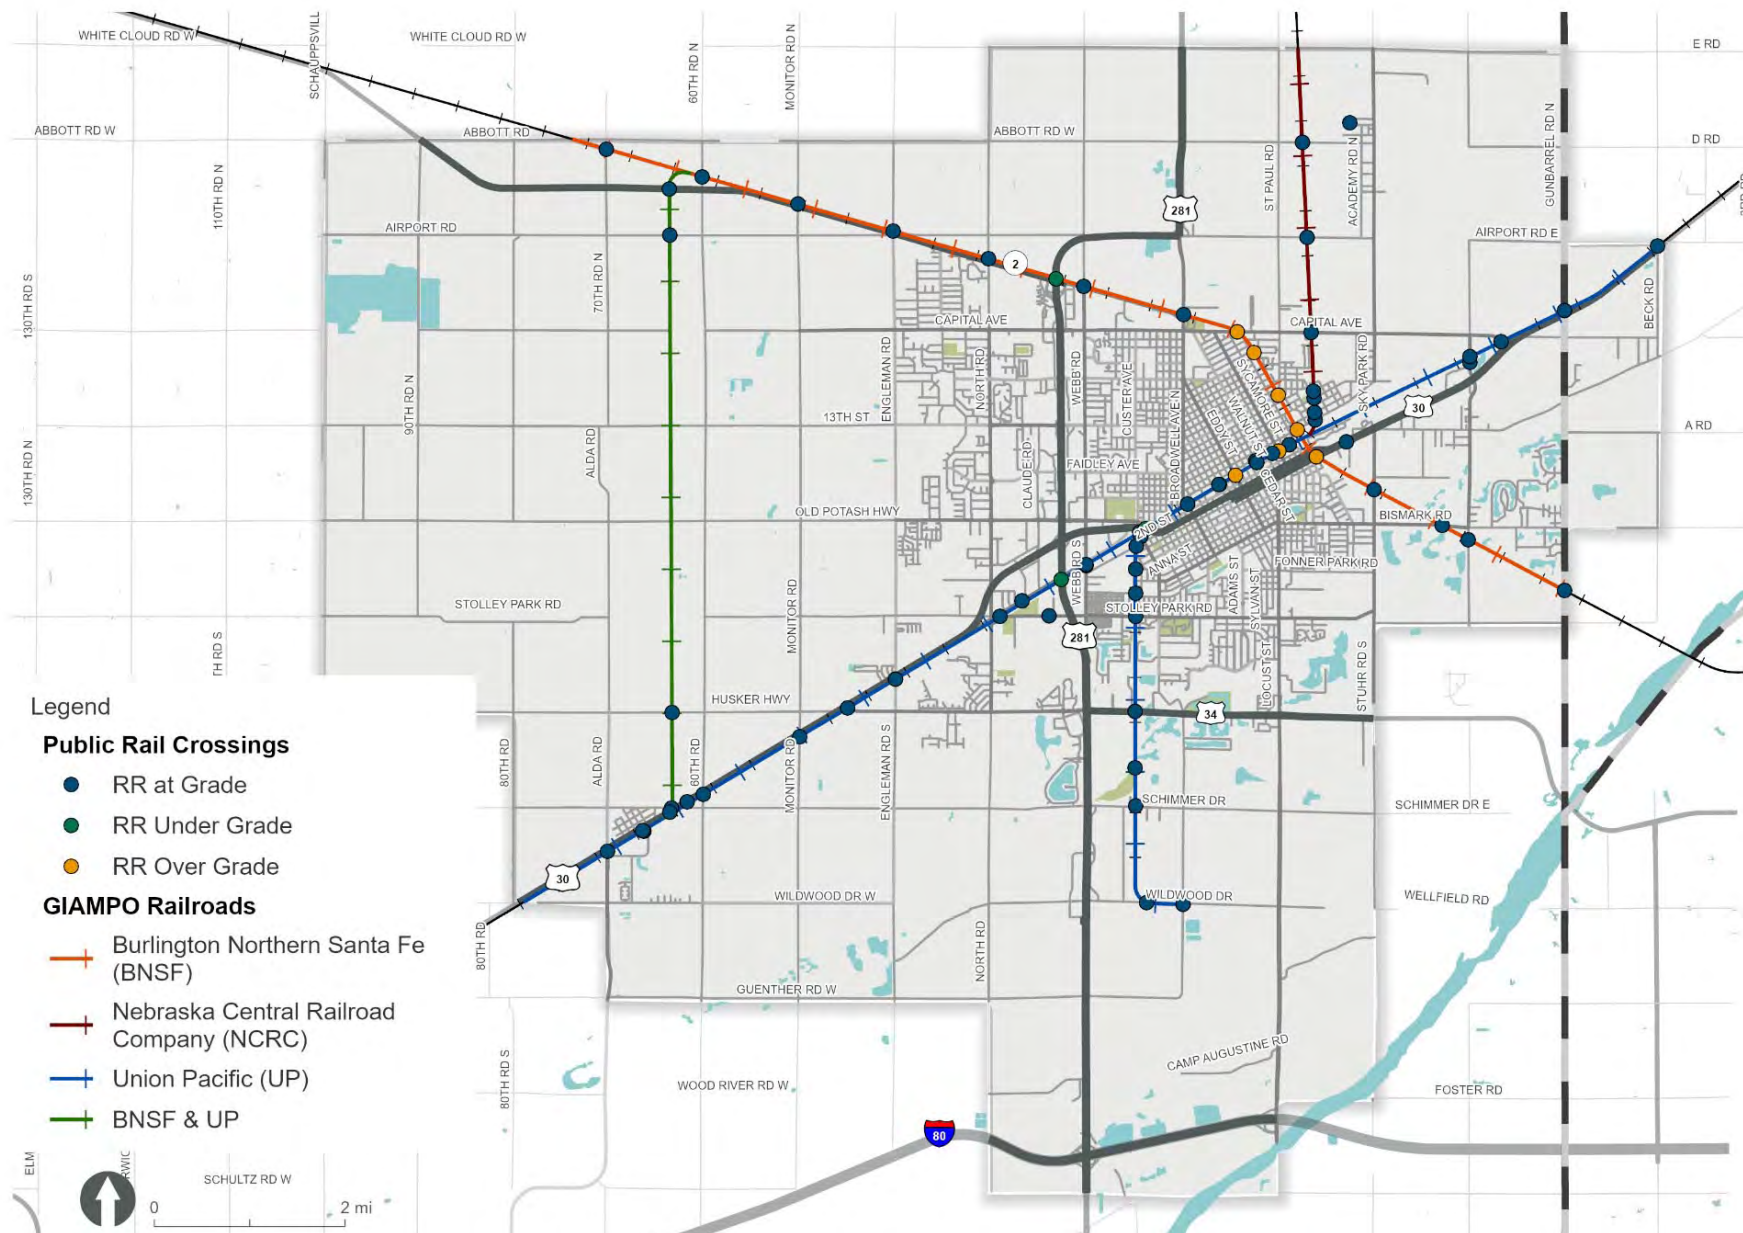 WHITE CLOUD RD W
WHITE CLOUD RD W
SCHAUPPSVILL
60TH RD N
MONITOR RD N
E RD
ABBOTT RD W
ABBOTT RD
ABBOTT RD W
ST PAUL RD
ACADEMY RD N
GUNBARREL RD N
D RD
110TH RD N
281
AIRPORT RD
AIRPORT RD E
2
70TH RD N
130TH RD S
BECK RD
CAPITAL AVE
CAPITAL AVE
ENGLEMAN RD
NORTH RD
WEBB RD
CUSTER AVE
SYCAMORE ST
SKY PARK RD
90TH RD N
13TH ST
BROADWELL AVE N
EDDY ST
WALNUT ST
30
A RD
ALDA RD
CLAUDE RD
FAIDLEY AVE
130TH RD N
CEDAR ST
OLD POTASH HWY
2ND ST
BISMARK RD
ANNA ST
WEBB RD S
FONNER PARK RD
ADAMS ST
SYLVAN ST
STOLLEY PARK RD
MONITOR RD
STOLLEY PARK RD
281
TH RD S
LOCUST ST
STUHR RD S
HUSKER HWY
34
80TH RD
ALDA RD
60TH RD
MONITOR RD
ENGLEMAN RD S
SCHIMMER DR
SCHIMMER DR E
30
WILDWOOD DR W
WILDWOOD DR
WELLFIELD RD
80TH RD
NORTH RD
GUENTHER RD W
80TH RD S
WOOD RIVER RD W
CAMP AUGUSTINE RD
FOSTER RD
80
Legend
Public Rail Crossings
RR at Grade
RR Under Grade
RR Over Grade
GIAMPO Railroads
Burlington Northern Santa Fe
(BNSF)
Nebraska Central Railroad
Company (NCRC)
Union Pacific (UP)
BNSF & UP
ELM
SCHULTZ RD W
0 2 mi